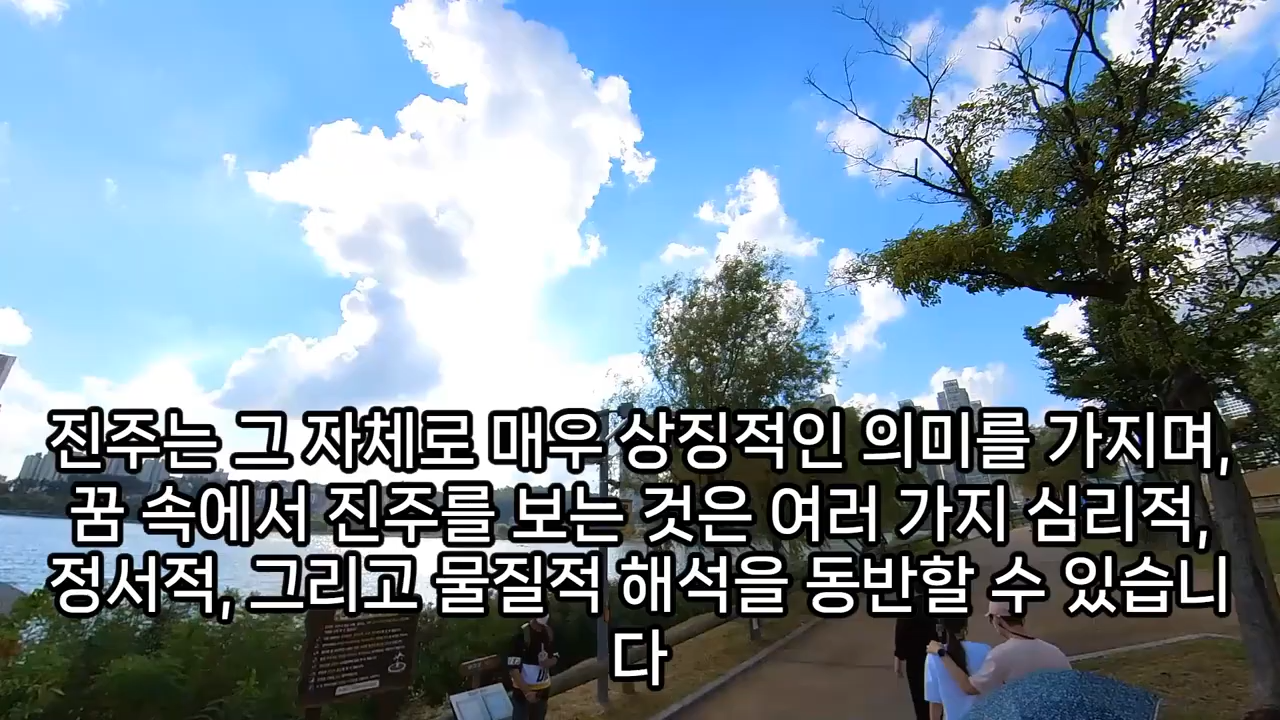 진주는 그 자체로 매우 상징적인 의미를 가지며,
꿈 속에서 진주를 보는 것은 여러 가지 심리적,
정서적, 그리고 물질적 해석을 동반할 수 있습니
다